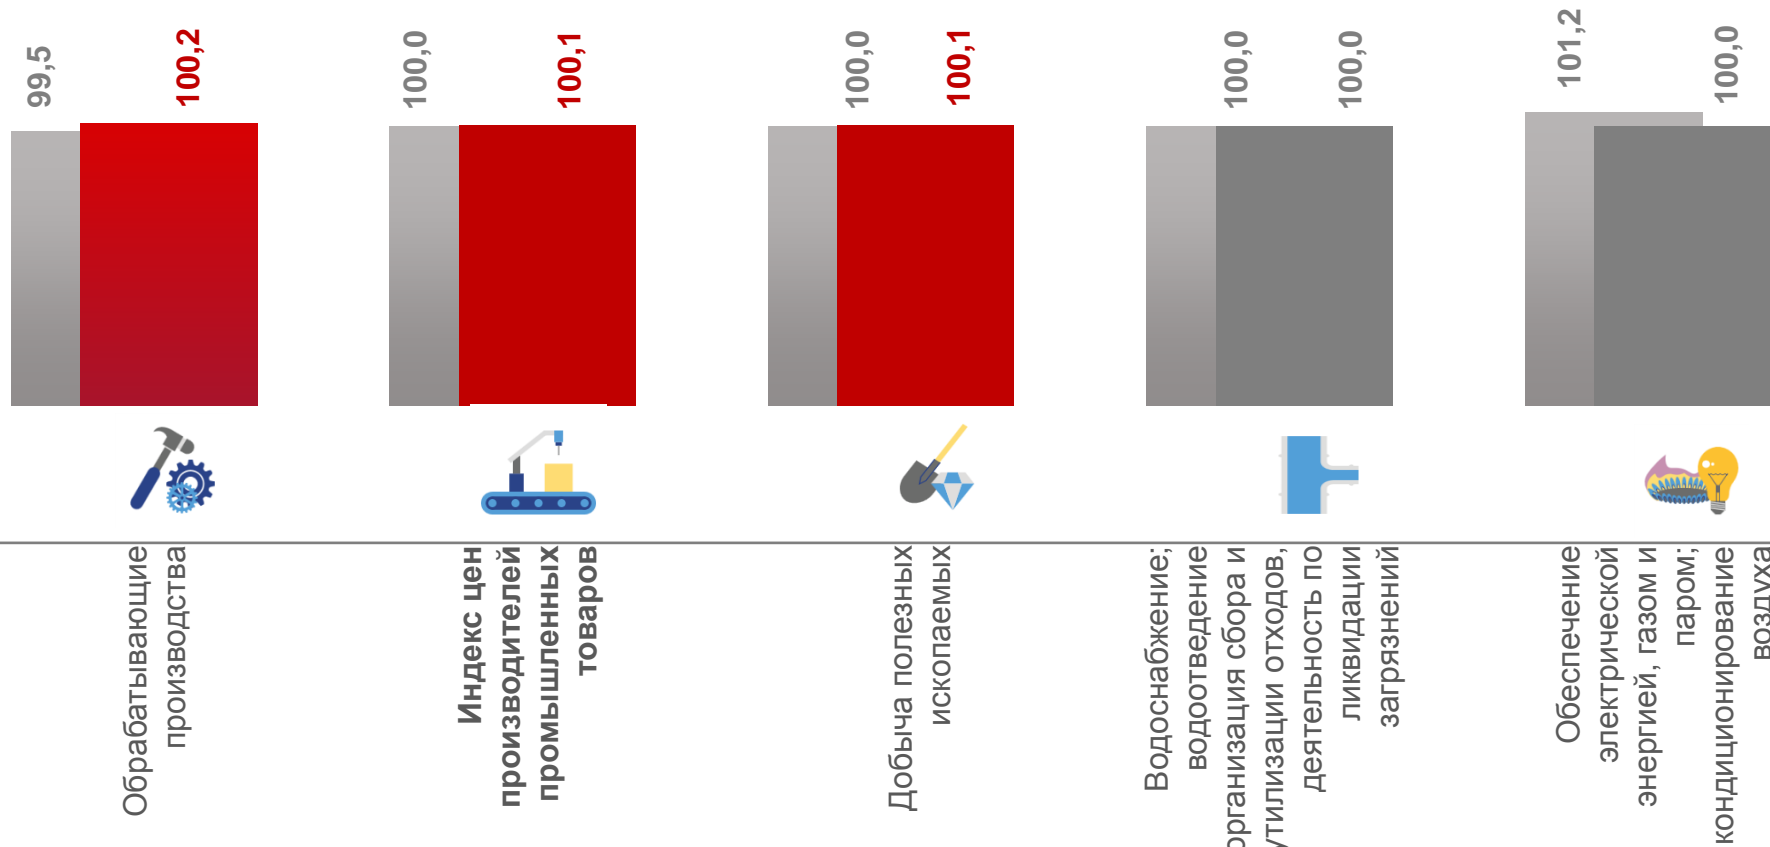 99,5
100,2
100,0
100,1
100,0
100,1
100,0
100,0
101,2
100,0
Обрабатывающие
производства
Индекс цен
производителей
промышленных
товаров
Добыча полезных
ископаемых
Водоснабжение;
водоотведение
организация сбора и
утилизации отходов,
деятельность по
ликвидации
загрязнений
Обеспечение
электрической
энергией, газом и
паром;
кондиционирование
воздуха